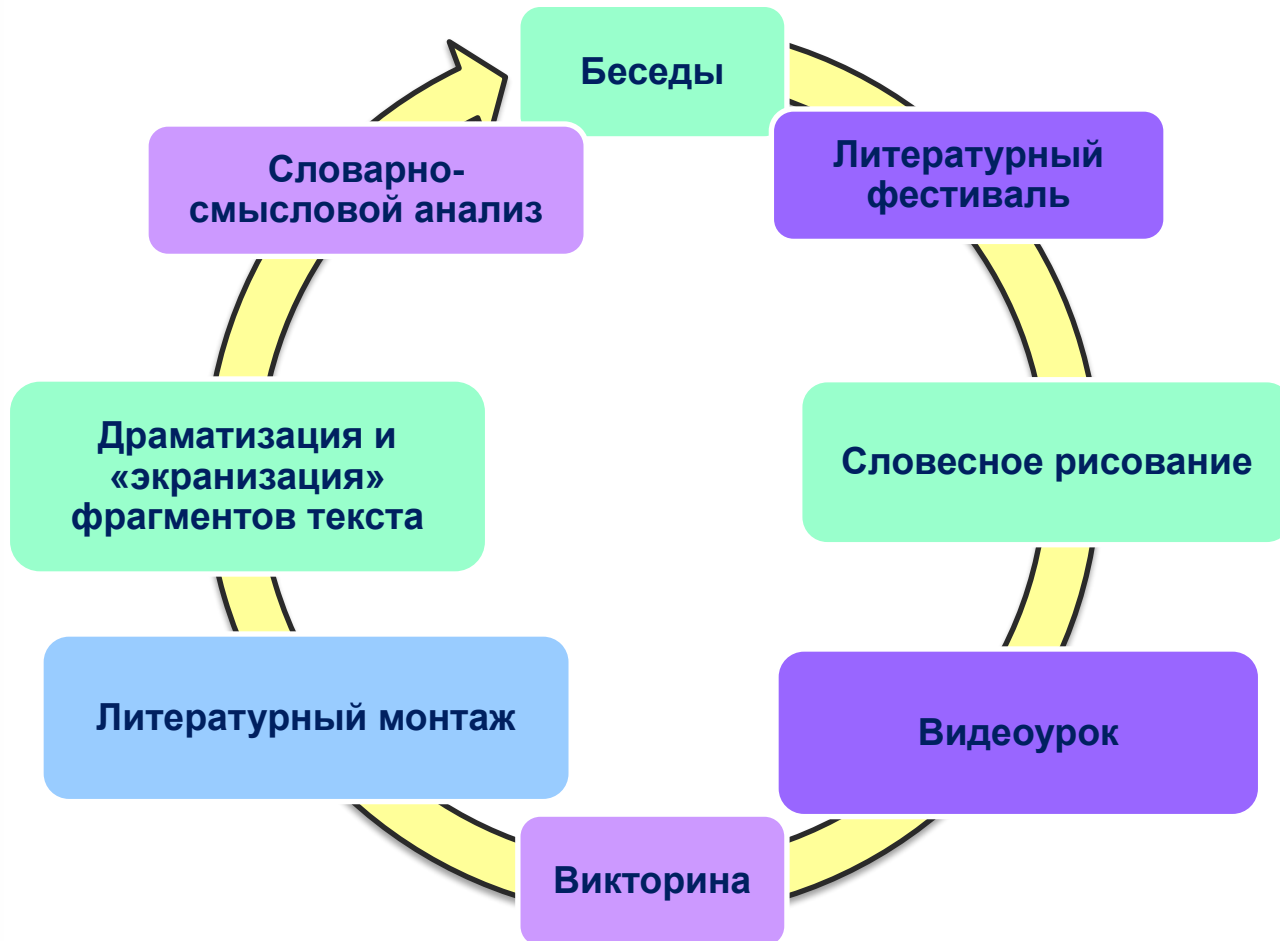 Беседы
Литературный
фестиваль
Словесное рисование
Видеоурок
Викторина
Литературный монтаж
Драматизация и
«экранизация»
фрагментов текста
Словарно-
смысловой анализ